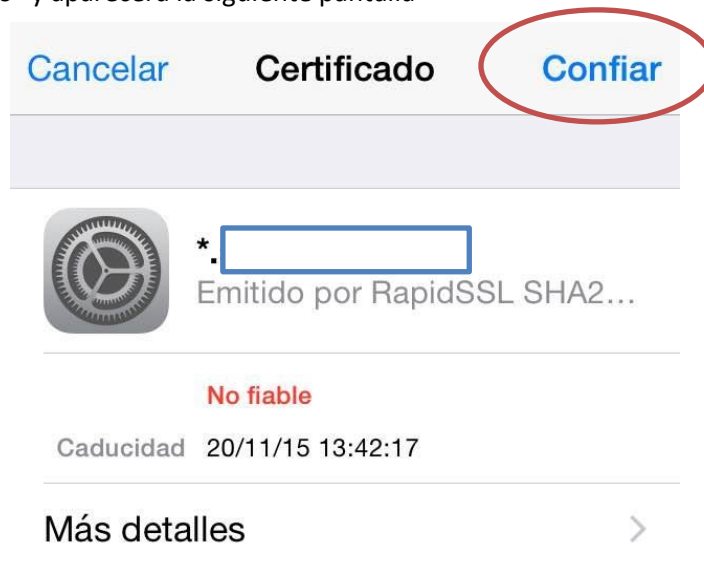 y aparecerá la siguiente pantalla
Cancelar Certificado Confiar
*.
Emitido por RapidSSL SHA2...
No fiable
Caducidad 20/11/15 13:42:17
Más detalles